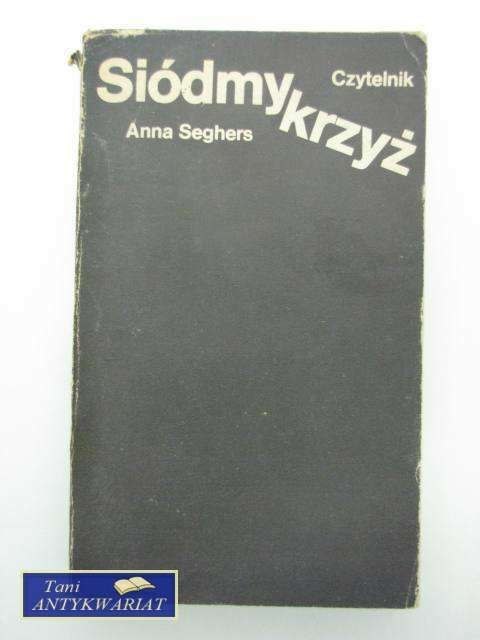 Siódmy
krzyż
Czytelnik
Anna Seghers
Tani
ANTYKWARIAT